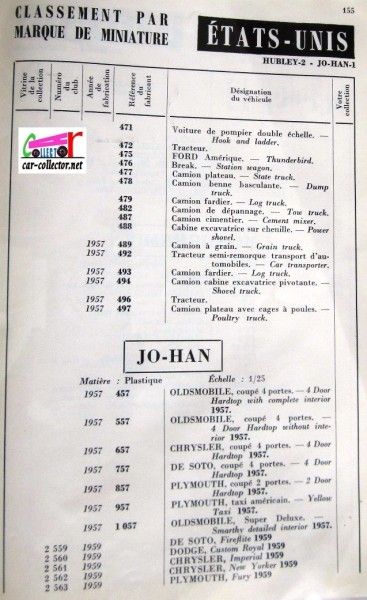 CLASSEMENT PAR
MARQUE DE MINIATURE
155
ÉTATS-UNIS
HUBLEY-2 - JO-HAN-1
Vitrine de la collection
Numéro du club
Année de fabrication
Référence du fabricant
Désignation du véhicule
Votre collection
COLLECTOR
car-collector.net
471 Voiture de pompier double échelle. —
Hook and ladder.
472 Tracteur.
475 FORD Amérique. — Thunderbird.
476 Break. — Station wagon.
477 Camion plateau. — State truck.
478 Camion benne basculante. — Dump
truck.
479 Camion fardier. — Log truck.
482 Camion de dépannage. — Tow truck.
487 Camion cimentier. — Cement mixer.
488 Cabine excavatrice sur chenille. — Power
shovel.
1957 489 Camion à grain. — Grain truck.
1957 492 Tracteur semi-remorque transport d'au-
tomobiles. — Car transporter.
1957 493 Camion fardier. — Log truck.
1957 494 Camion cabine excavatrice pivotante. —
Shovel truck.
1957 496 Tracteur.
1957 497 Camion plateau avec cages à poules. —
Poultry truck.
JO-HAN
Matière : Plastique
Échelle : 1/25
1957 457 OLDSMOBILE, coupé 4 portes. — 4 Door
Hardtop with complete interior
1957.
1957 557 OLDSMOBILE, coupé 4 portes. —
4 Door Hardtop without inte-
rior 1957.
1957 657 CHRYSLER, coupé 4 portes. — 4 Door
Hardtop 1957.
1957 757 DE SOTO, coupé 4 portes. — 4 Door
Hardtop 1957.
1957 857 PLYMOUTH, coupé 2 portes. — 2 Door
Hardtop 1957.
1957 957 PLYMOUTH, taxi américain. — Yellow
Taxi 1957.
1957 1 057 OLDSMOBILE, Super Deluxe. —
Smarthy detailed interior 1957.
2 559 1959 DE SOTO, Fireflite 1959
2 560 1959 DODGE, Custom Royal 1959
2 561 1959 CHRYSLER, Imperial 1959
2 562 1959 CHRYSLER, New Yorker 1959
2 563 1959 PLYMOUTH, Fury 1959